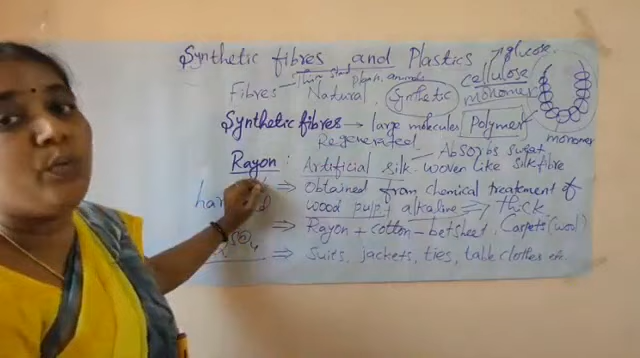 Synthetic fibres and Plastics
glucose
Thin strand plants, animals
Fibres - Natural, Synthetic
cellulose
monomer
Synthetic fibres → large molecules Polymer
monomer
Regenerated
Absorbs sweat
Rayon : Artificial silk woven like silk fibre
⇒ Obtained from chemical treatment of
wood pulp + alkaline ⇒ Thick
⇒ Rayon + cotton - betsheet, Carpets (wool)
⇒ Suits, jackets, ties, table clothes etc.